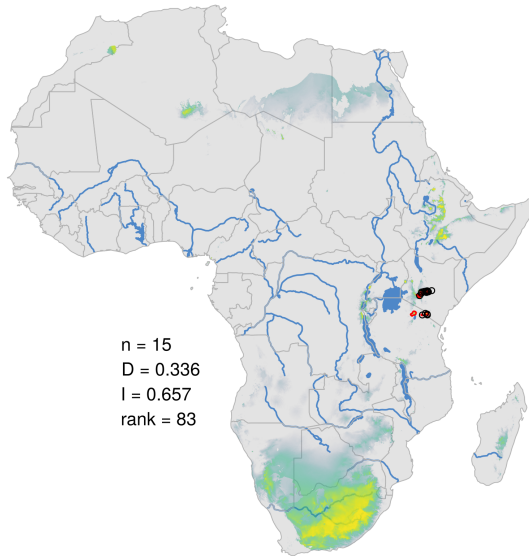 n = 15
D = 0.336
I = 0.657
rank = 83